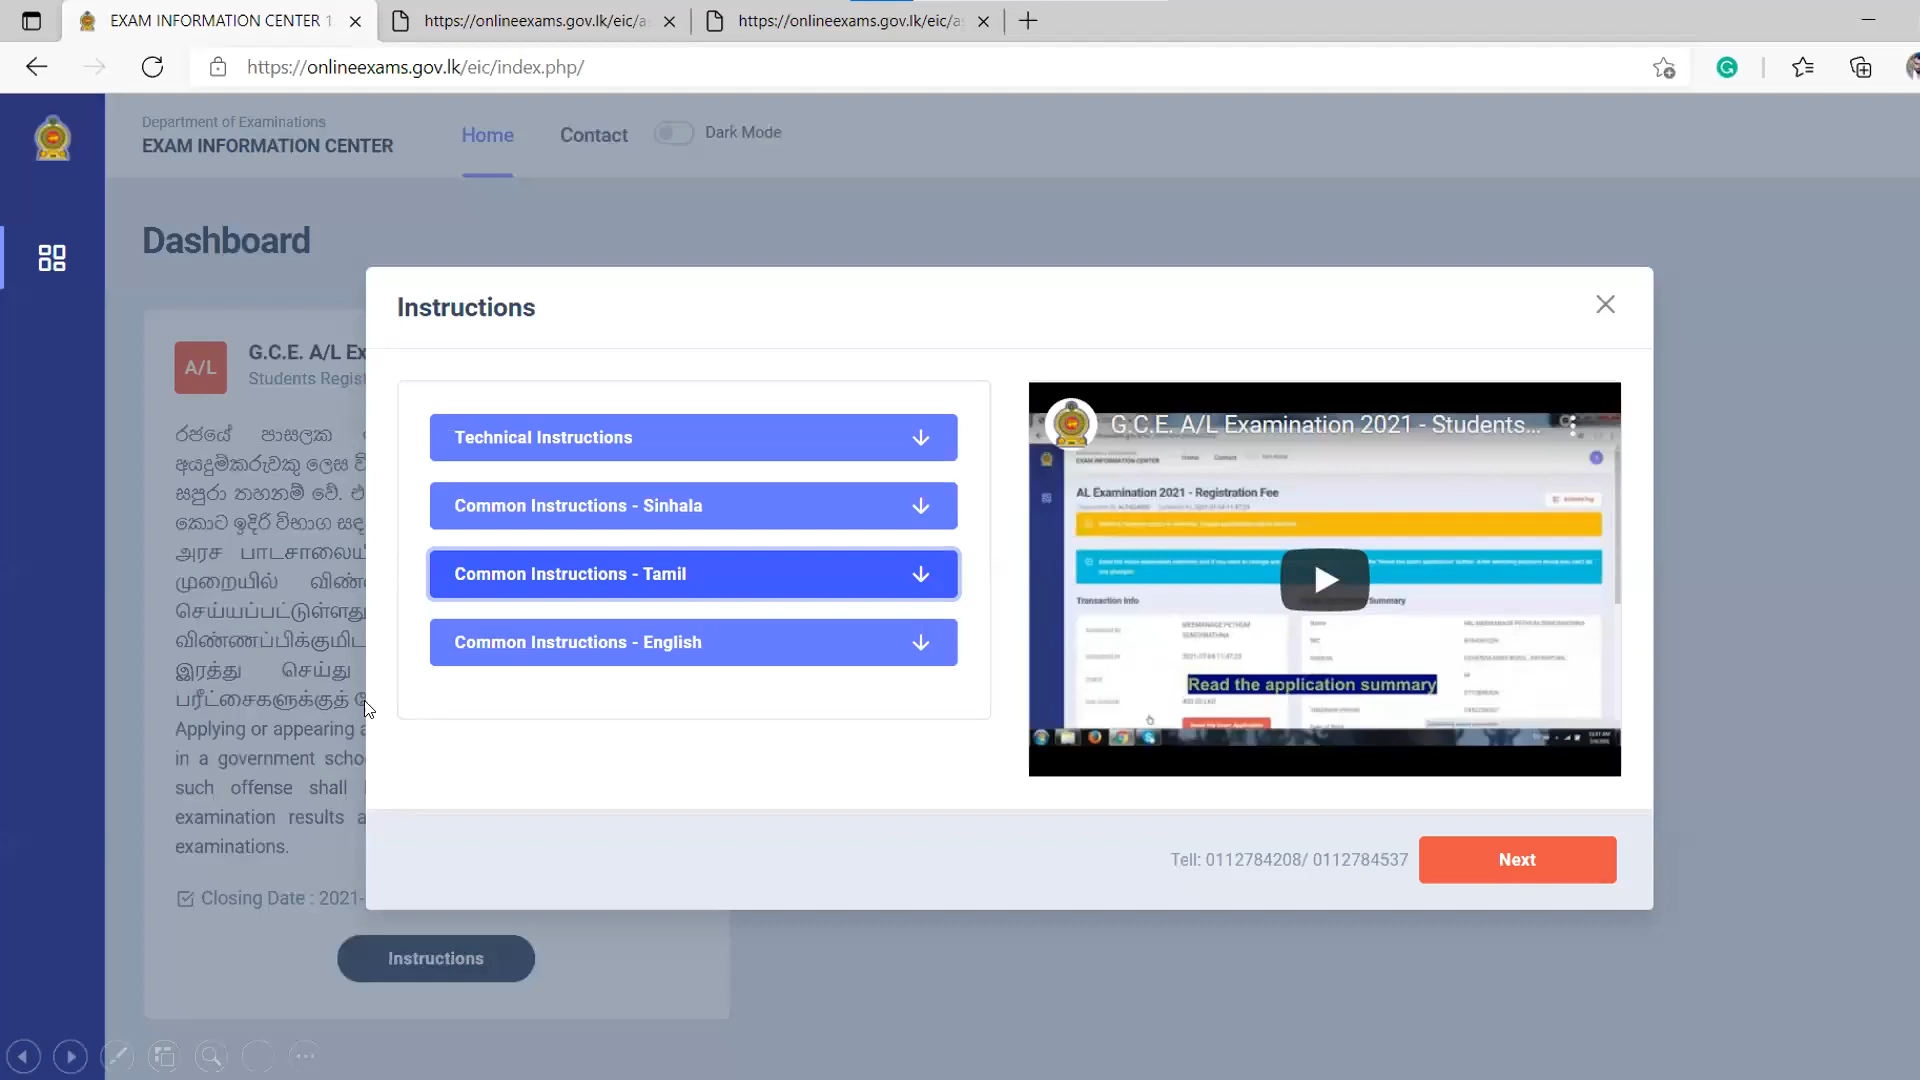 EXAM INFORMATION CENTER 1
https://onlineexams.gov.lk/eic/a
https://onlineexams.gov.lk/eic/a
https://onlineexams.gov.lk/eic/index.php/
Department of Examinations
EXAM INFORMATION CENTER
Home
Contact
Dark Mode
Dashboard
A/L
G.C.E. A/L Ex
Students Regist
රජයේ පාසලක
අයදුම්කරුවකු ලෙස
සපුරා තහනම් වේ. එ
කොට ඉදිරි විභාග සඳ
அரச பாடசாலையி
முறையில் விண்
செய்யப்பட்டுள்ளது
விண்ணப்பிக்குமிட
இரத்து செய்து
பரீட்சைகளுக்குத்
Applying or appearing a
in a government scho
such offense shall
examination results a
examinations.
Closing Date : 2021-
Instructions
Instructions
Technical Instructions
Common Instructions - Sinhala
Common Instructions - Tamil
Common Instructions - English
G.C.E. A/L Examination 2021 - Students...
EXAM INFORMATION CENTER
Home
Contact
AL Examination 2021 - Registration Fee
Transaction Info
Summary
Read the application summary
Tell: 0112784208/ 0112784537
Next